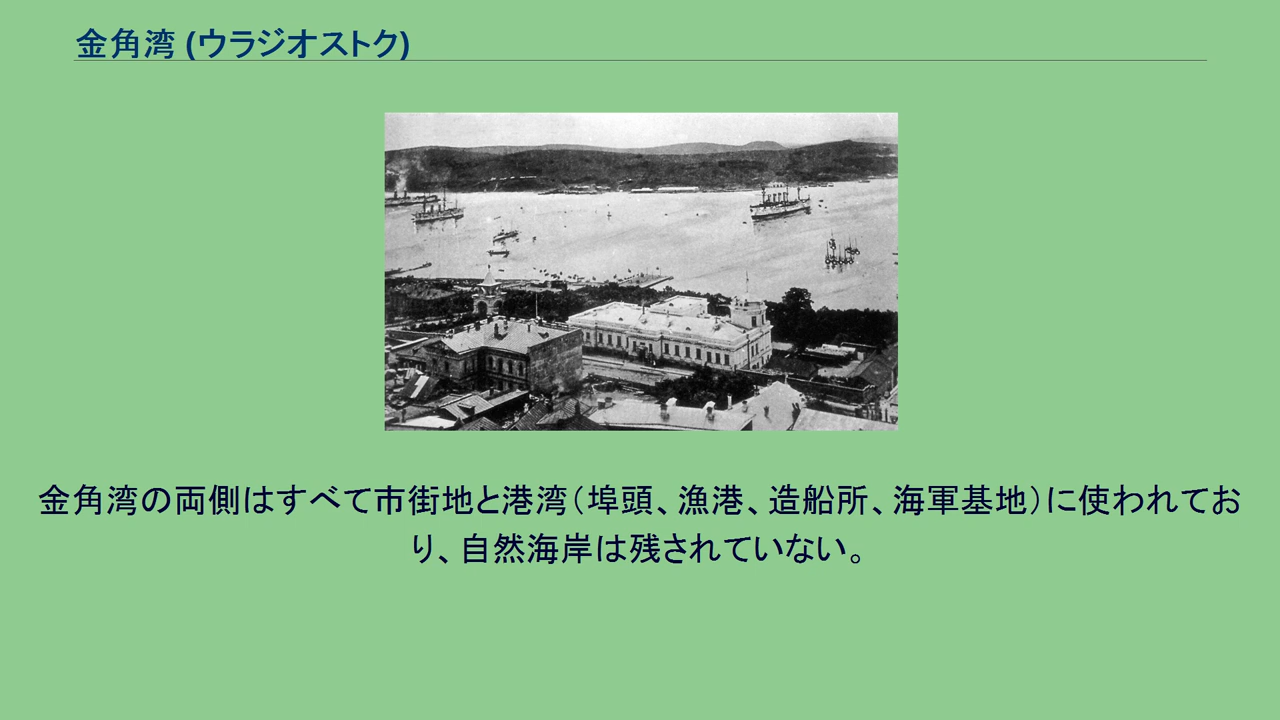 金角湾 (ウラジオストク)
金角湾の両側はすべて市街地と港湾（埠頭、漁港、造船所、海軍基地）に使われてお
り、自然海岸は残されていない。